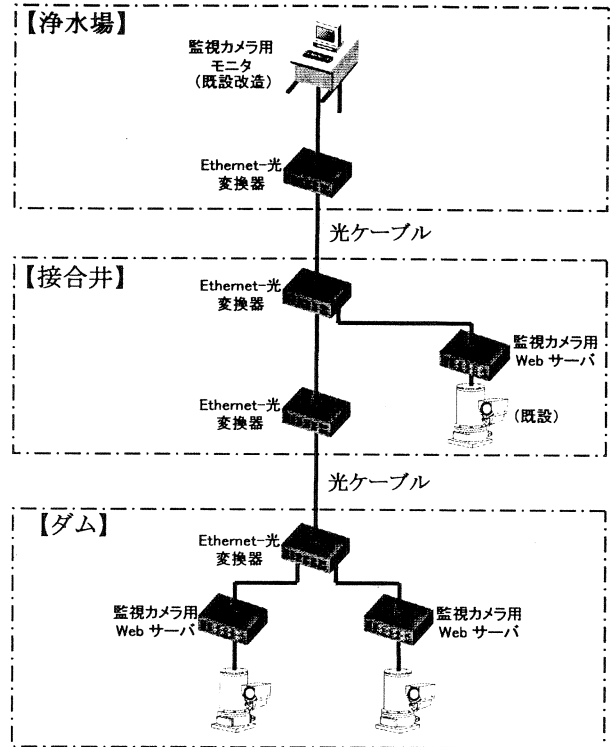 【浄水場】
監視カメラ用
モニタ
(既設改造)
Ethernet-光
変換器
光ケーブル
【接合井】
Ethernet-光
変換器
監視カメラ用
Web サーバ
(既設)
Ethernet-光
変換器
光ケーブル
【ダム】
Ethernet-光
変換器
監視カメラ用
Web サーバ
監視カメラ用
Web サーバ